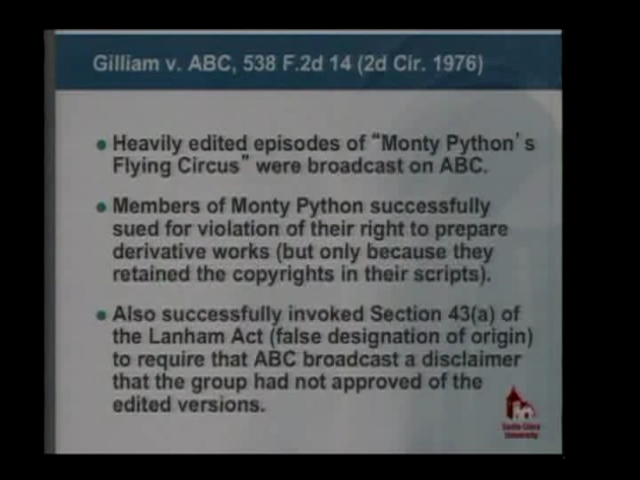 Gilliam v. ABC, 538 F.2d 14 (2d Cir. 1976)
• Heavily edited episodes of “Monty Python’s
Flying Circus” were broadcast on ABC.
• Members of Monty Python successfully
sued for violation of their right to prepare
derivative works (but only because they
retained the copyrights in their scripts).
• Also successfully invoked Section 43(a) of
the Lanham Act (false designation of origin)
to require that ABC broadcast a disclaimer
that the group had not approved of the
edited versions.
Santa Clara
University